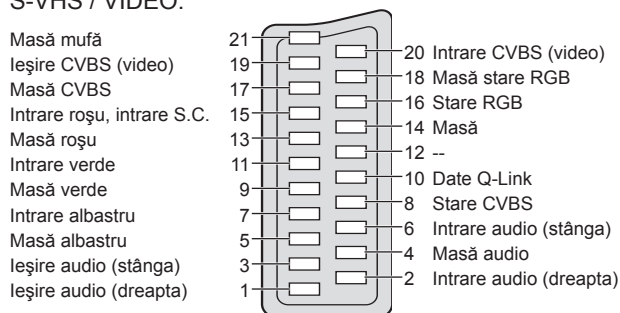 S-VHS / VIDEO.
Masă mufă 21
Ieşire CVBS (video) 19
Masă CVBS 17
Intrare roşu, intrare S.C. 15
Masă roşu 13
Intrare verde 11
Masă verde 9
Intrare albastru 7
Masă albastru 5
Ieşire audio (stânga) 3
Ieşire audio (dreapta) 1
20 Intrare CVBS (video)
18 Masă stare RGB
16 Stare RGB
14 Masă
12 --
10 Date Q-Link
8 Stare CVBS
6 Intrare audio (stânga)
4 Masă audio
2 Intrare audio (dreapta)